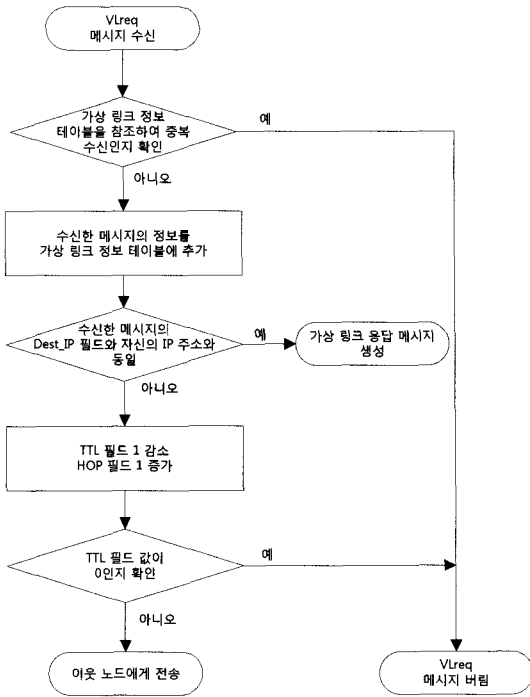 VLreq
메시지 수신
가상 링크 정보
테이블을 참조하여 중복
수신인지 확인
예
아니오
수신한 메시지의 정보를
가상 링크 정보 테이블에 추가
수신한 메시지의
Dest_IP 필드와 자신의 IP 주소와
동일
예
가상 링크 응답 메시지
생성
아니오
TTL 필드 1 감소
HOP 필드 1 증가
TTL 필드 값이
0인지 확인
예
아니오
이웃 노드에게 전송
VLreq
메시지 버림